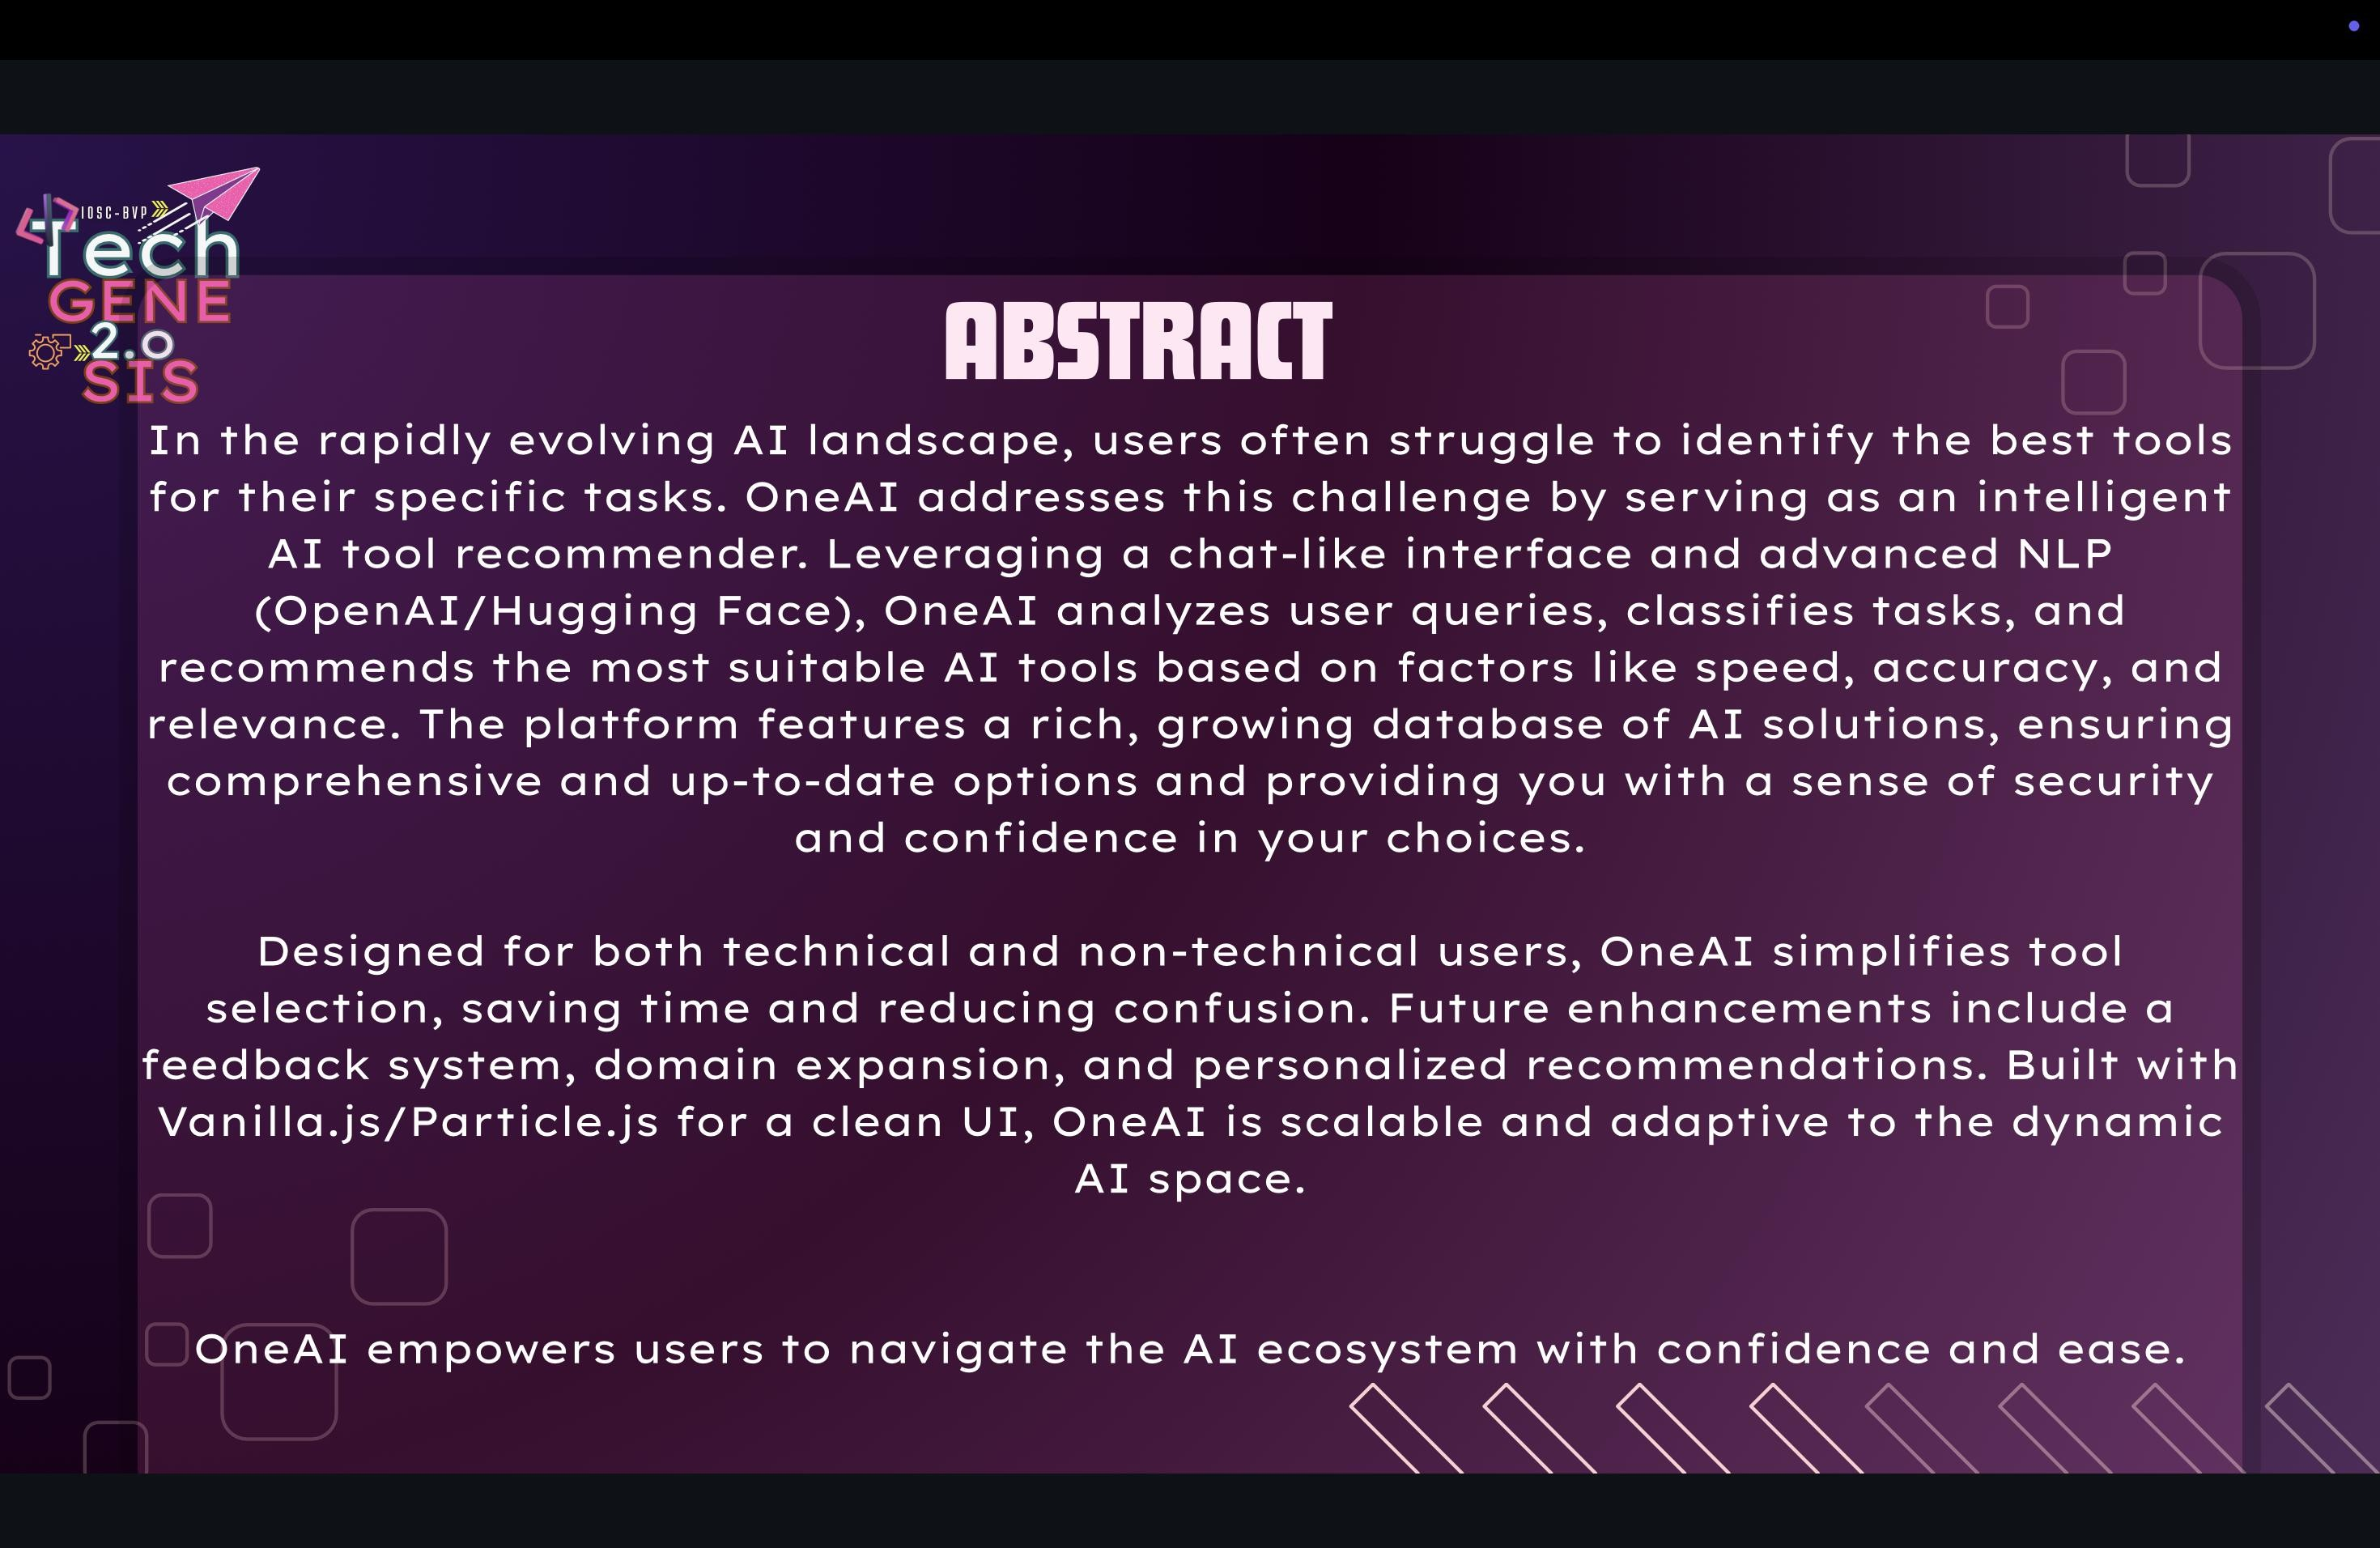 IOSC-BVP
Tech
GENE
2.0
SIS
ABSTRACT
In the rapidly evolving AI landscape, users often struggle to identify the best tools
for their specific tasks. OneAI addresses this challenge by serving as an intelligent
AI tool recommender. Leveraging a chat-like interface and advanced NLP
(OpenAI/Hugging Face), OneAI analyzes user queries, classifies tasks, and
recommends the most suitable AI tools based on factors like speed, accuracy, and
relevance. The platform features a rich, growing database of AI solutions, ensuring
comprehensive and up-to-date options and providing you with a sense of security
and confidence in your choices.
Designed for both technical and non-technical users, OneAI simplifies tool
selection, saving time and reducing confusion. Future enhancements include a
feedback system, domain expansion, and personalized recommendations. Built with
Vanilla.js/Particle.js for a clean UI, OneAI is scalable and adaptive to the dynamic
AI space.
OneAI empowers users to navigate the AI ecosystem with confidence and ease.